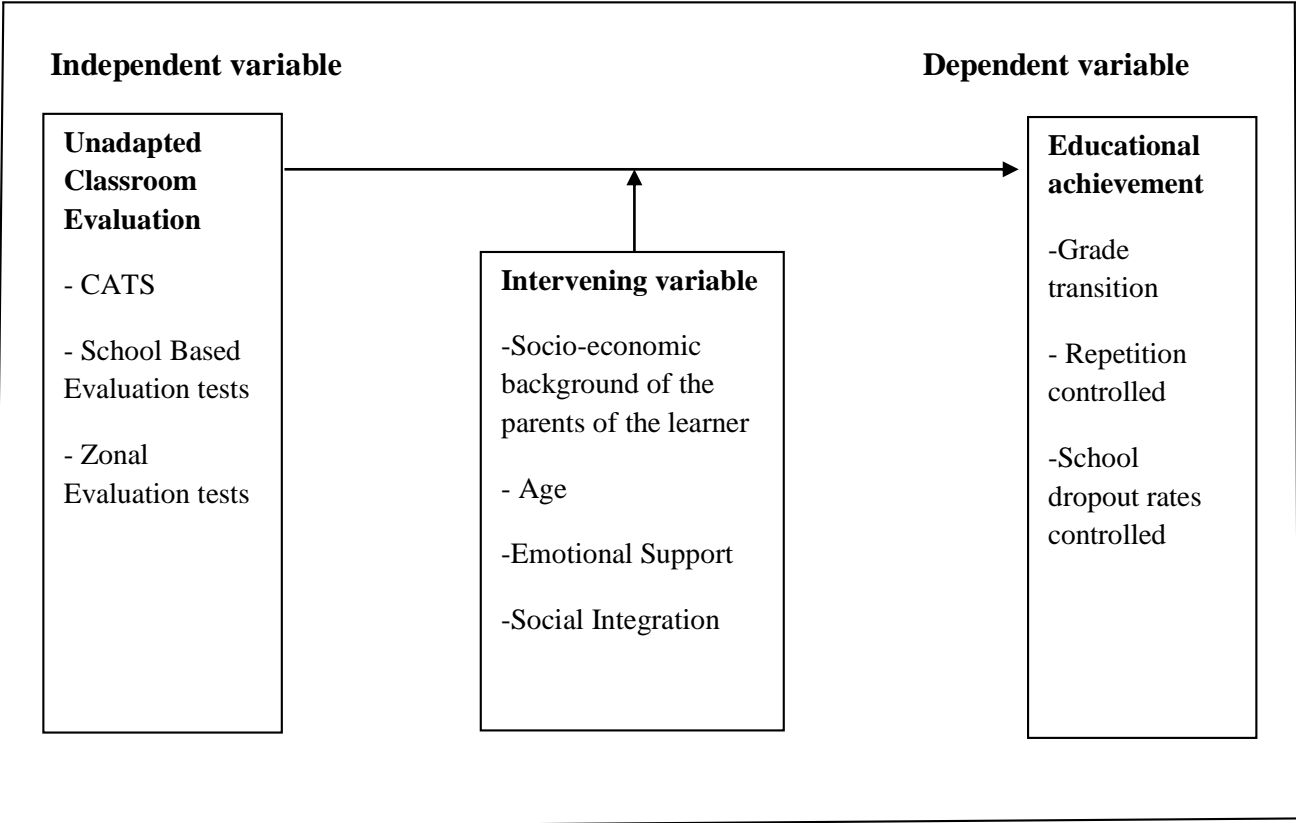 Independent variable
Dependent variable
Unadapted
Classroom
Evaluation
- CATS
- School Based
Evaluation tests
- Zonal
Evaluation tests
Intervening variable
-Socio-economic
background of the
parents of the learner
- Age
-Emotional Support
-Social Integration
Educational
achievement
-Grade
transition
- Repetition
controlled
-School
dropout rates
controlled